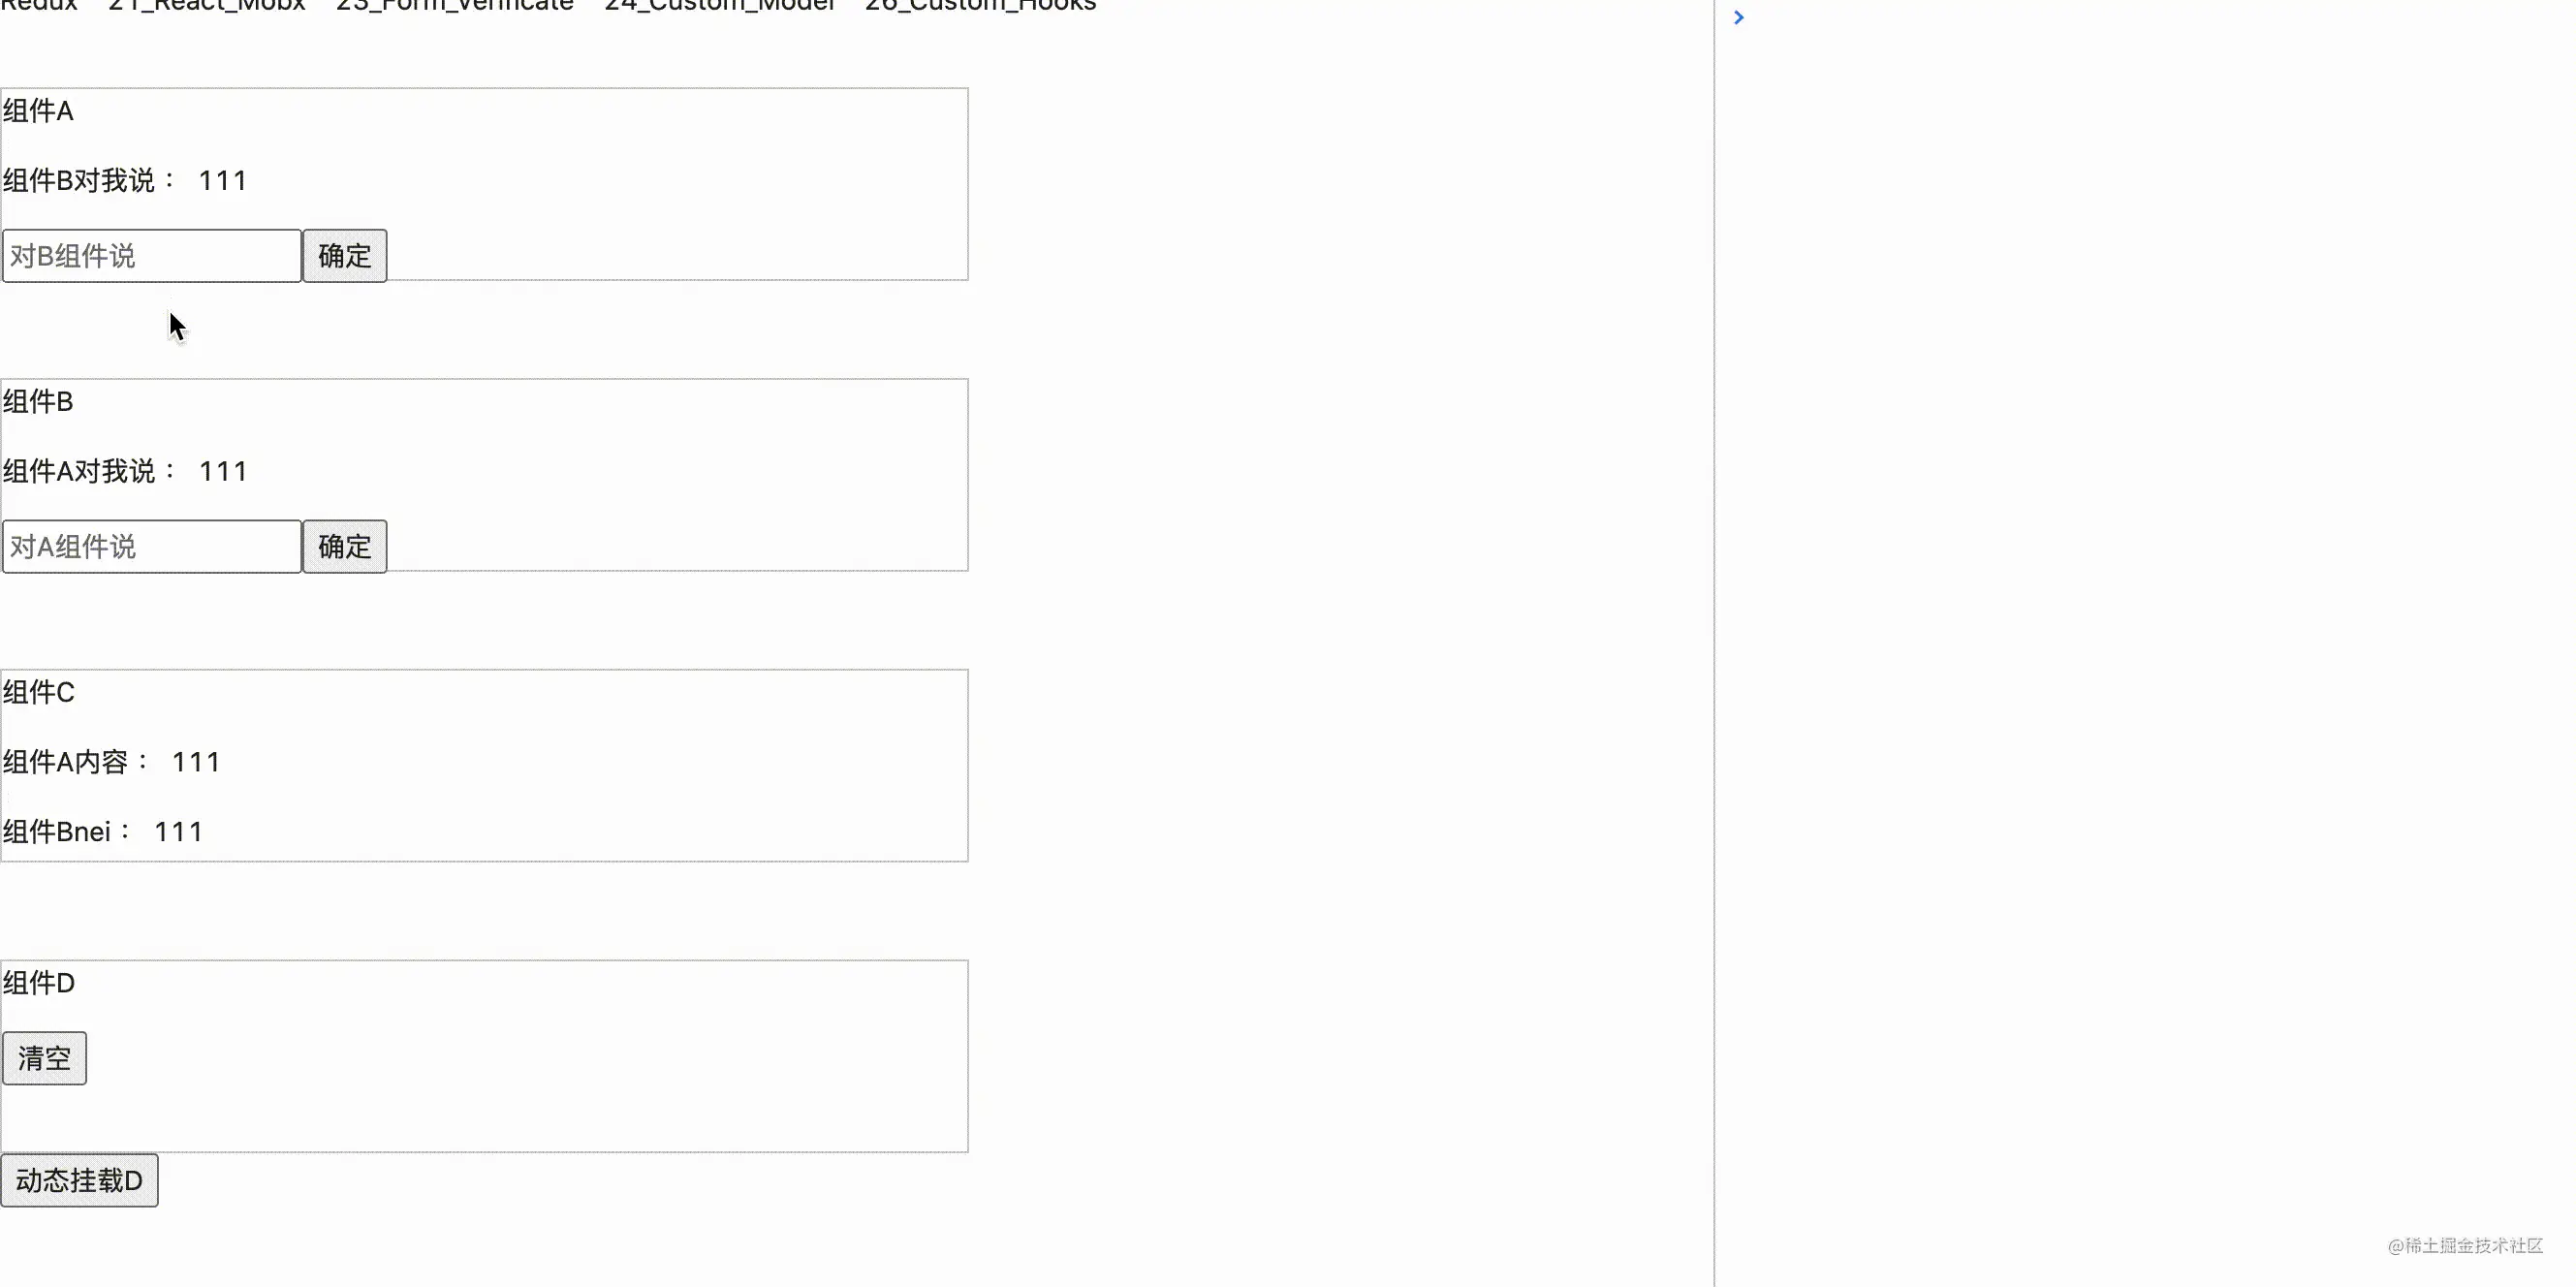 Redux 21_React_Mobx 23_Form_Verificate 24_Custom_Model 26_Custom_Hooks
组件A
组件B对我说： 111
对B组件说 确定
组件B
组件A对我说： 111
对A组件说 确定
组件C
组件A内容： 111
组件Bnei： 111
组件D
清空
动态挂载D
@稀土掘金技术社区